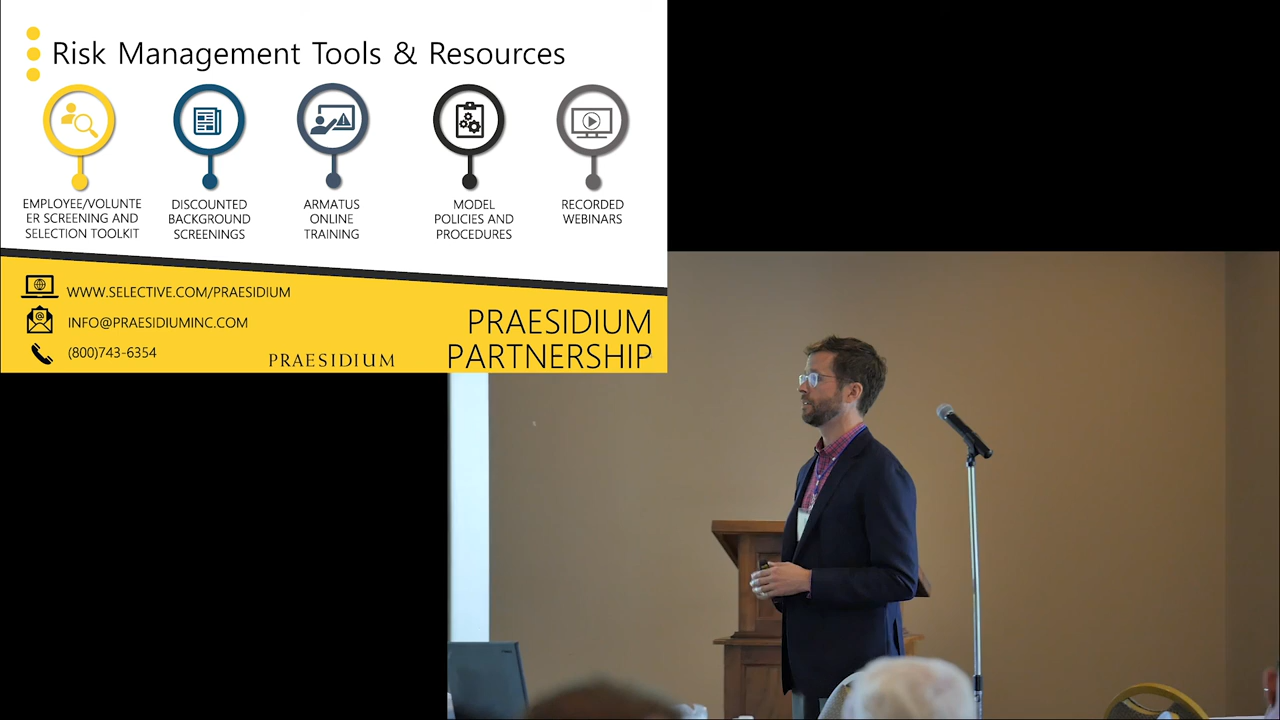 Risk Management Tools & Resources
EMPLOYEE/VOLUNTE
ER SCREENING AND
SELECTION TOOLKIT
DISCOUNTED
BACKGROUND
SCREENINGS
ARMATUS
ONLINE
TRAINING
MODEL
POLICIES AND
PROCEDURES
RECORDED
WEBINARS
WWW.SELECTIVE.COM/PRAESIDIUM
INFO@PRAESIDIUMINC.COM
(800)743-6354
PRAESIDIUM
PRAESIDIUM
PARTNERSHIP